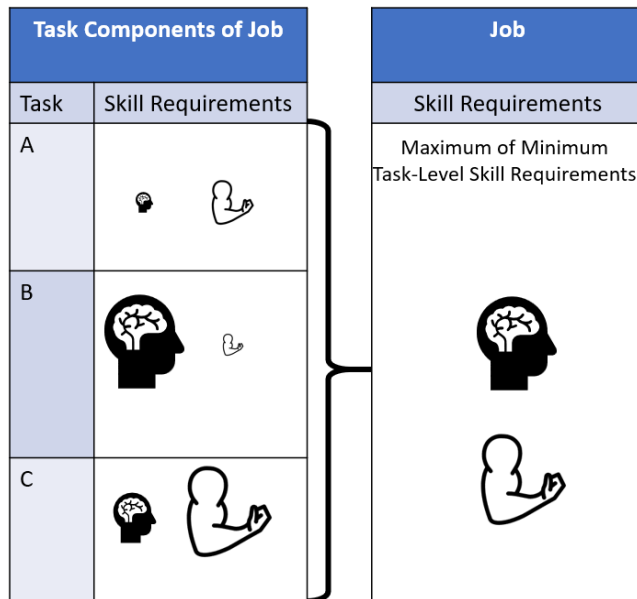 Task Components of Job
Task
Skill Requirements
A
B
C
Job
Skill Requirements
Maximum of Minimum
Task-Level Skill Requirements